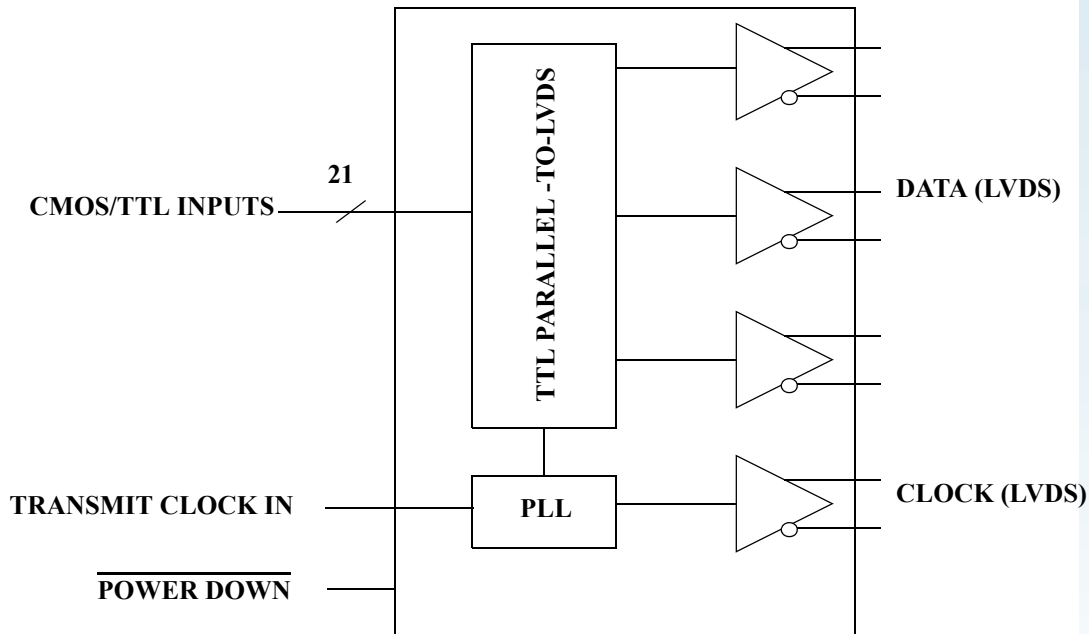 21
CMOS/TTL INPUTS
TTL PARALLEL -TO-LVDS
DATA (LVDS)
TRANSMIT CLOCK IN
PLL
CLOCK (LVDS)
POWER DOWN